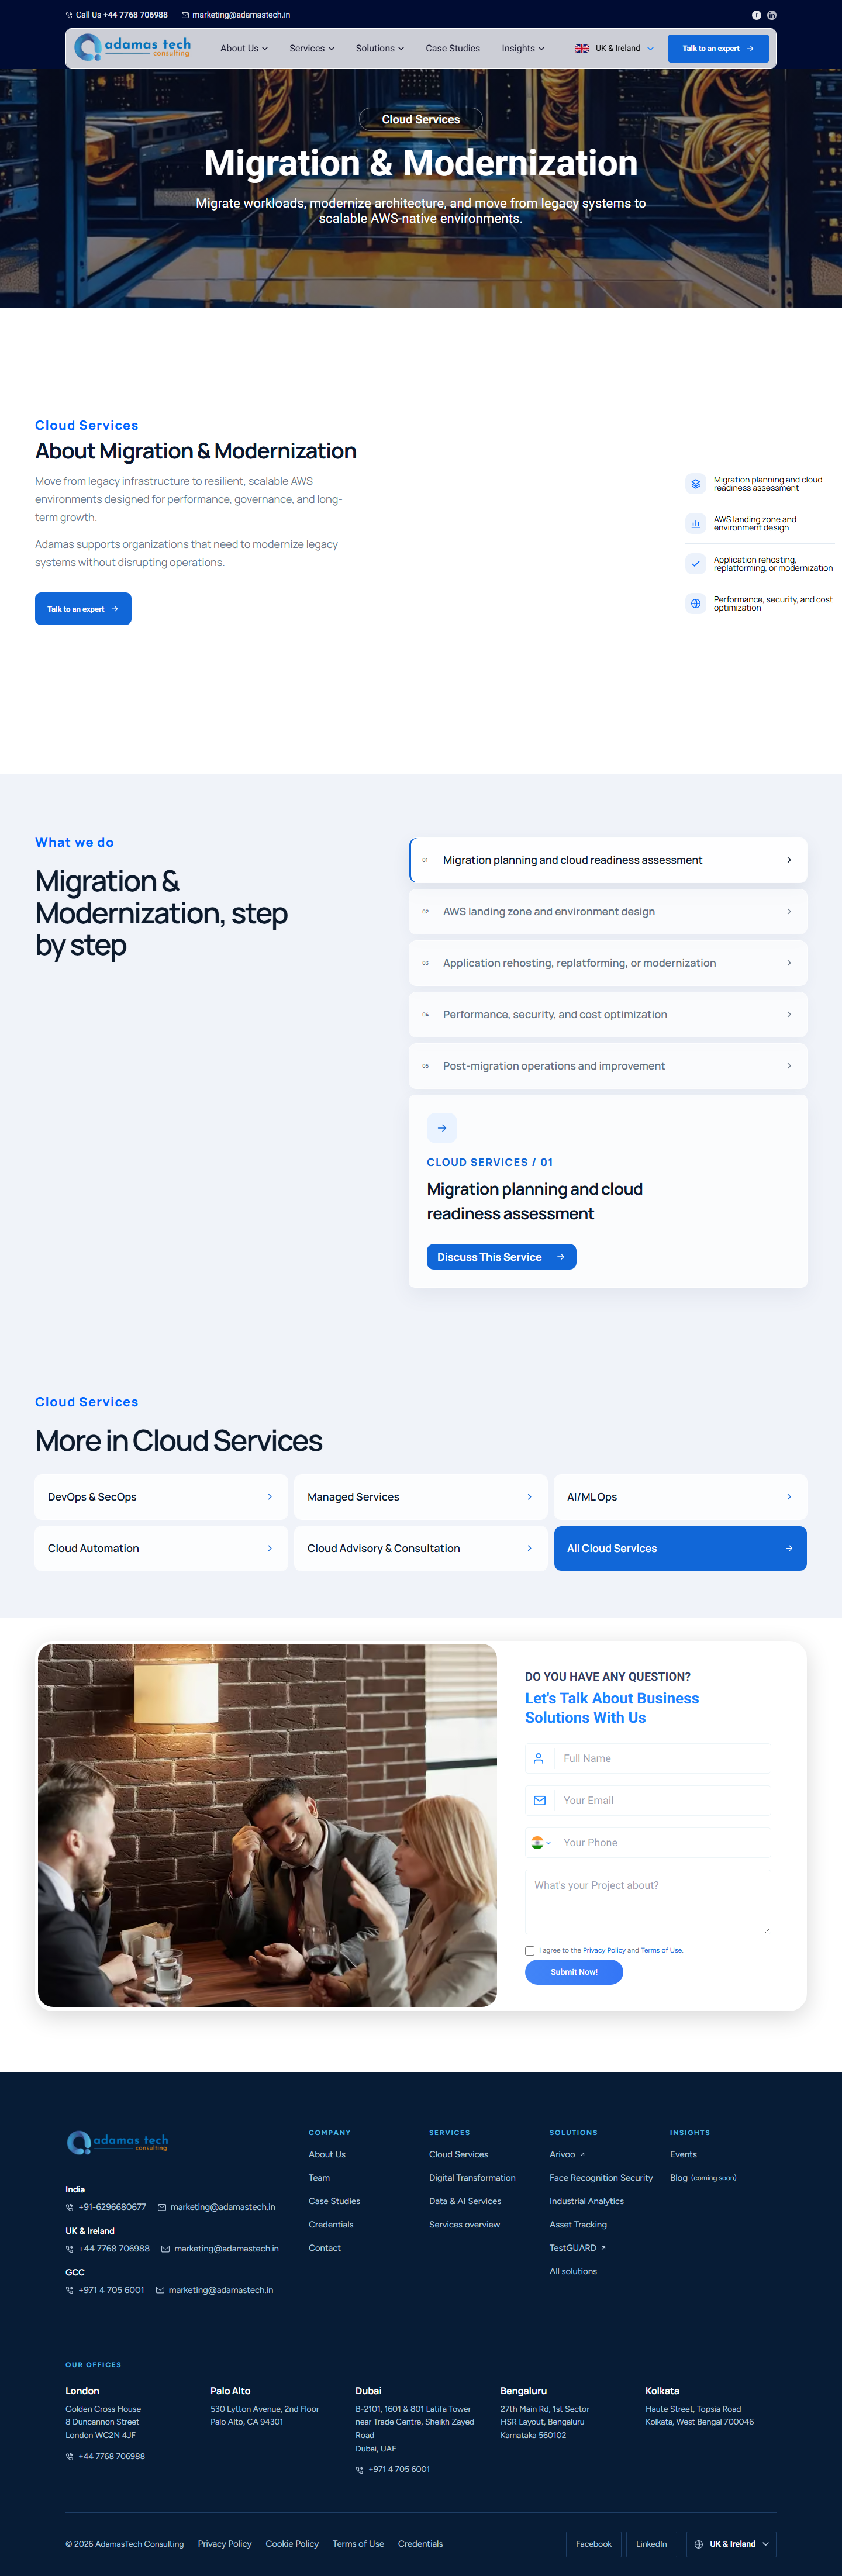 Call Us +44 7768 706988
marketing@adamastech.in
adamas tech
consulting
About Us
Services
Solutions
Case Studies
Insights
UK & Ireland
Talk to an expert
Cloud Services
Migration & Modernization
Migrate workloads, modernize architecture, and move from legacy systems to
scalable AWS-native environments.
Cloud Services
About Migration & Modernization
Move from legacy infrastructure to resilient, scalable AWS
environments designed for performance, governance, and long-
term growth.
Adamas supports organizations that need to modernize legacy
systems without disrupting operations.
Talk to an expert
Migration planning and cloud
readiness assessment
AWS landing zone and
environment design
Application rehosting,
replatforming, or modernization
Performance, security, and cost
optimization
What we do
Migration &
Modernization, step
by step
01 Migration planning and cloud readiness assessment
02 AWS landing zone and environment design
03 Application rehosting, replatforming, or modernization
04 Performance, security, and cost optimization
05 Post-migration operations and improvement
CLOUD SERVICES / 01
Migration planning and cloud
readiness assessment
Discuss This Service
Cloud Services
More in Cloud Services
DevOps & SecOps
Managed Services
AI/ML Ops
Cloud Automation
Cloud Advisory & Consultation
All Cloud Services
DO YOU HAVE ANY QUESTION?
Let's Talk About Business
Solutions With Us
Full Name
Your Email
Your Phone
What's your Project about?
I agree to the Privacy Policy and Terms of Use.
Submit Now!
adamas tech
consulting
India
+91-6296680677
marketing@adamastech.in
UK & Ireland
+44 7768 706988
marketing@adamastech.in
GCC
+971 4 705 6001
marketing@adamastech.in
COMPANY
About Us
Team
Case Studies
Credentials
Contact
SERVICES
Cloud Services
Digital Transformation
Data & AI Services
Services overview
SOLUTIONS
Arivoo
Face Recognition Security
Industrial Analytics
Asset Tracking
TestGUARD
All solutions
INSIGHTS
Events
Blog (coming soon)
OUR OFFICES
London
Golden Cross House
8 Duncannon Street
London WC2N 4JF
+44 7768 706988
Palo Alto
530 Lytton Avenue, 2nd Floor
Palo Alto, CA 94301
Dubai
B-2101, 1601 & 801 Latifa Tower
near Trade Centre, Sheikh Zayed
Road
Dubai, UAE
+971 4 705 6001
Bengaluru
27th Main Rd, 1st Sector
HSR Layout, Bengaluru
Karnataka 560102
Kolkata
Haute Street, Topsia Road
Kolkata, West Bengal 700046
© 2026 AdamasTech Consulting
Privacy Policy
Cookie Policy
Terms of Use
Credentials
Facebook
LinkedIn
UK & Ireland